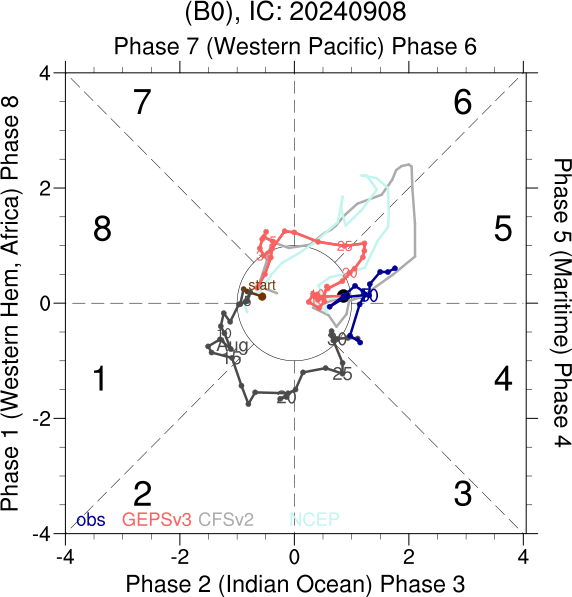 (B0), IC: 20240908
Phase 7 (Western Pacific) Phase 6
4
7
6
2
8
5
start
25
0
1
4
Aug
15
25
20
-2
2
3
obs GEPSv3 CFSv2 NCEP
-4
-4 -2 0 2 4
Phase 2 (Indian Ocean) Phase 3
Phase 1 (Western Hem, Africa) Phase 8
Phase 5 (Maritime) Phase 4